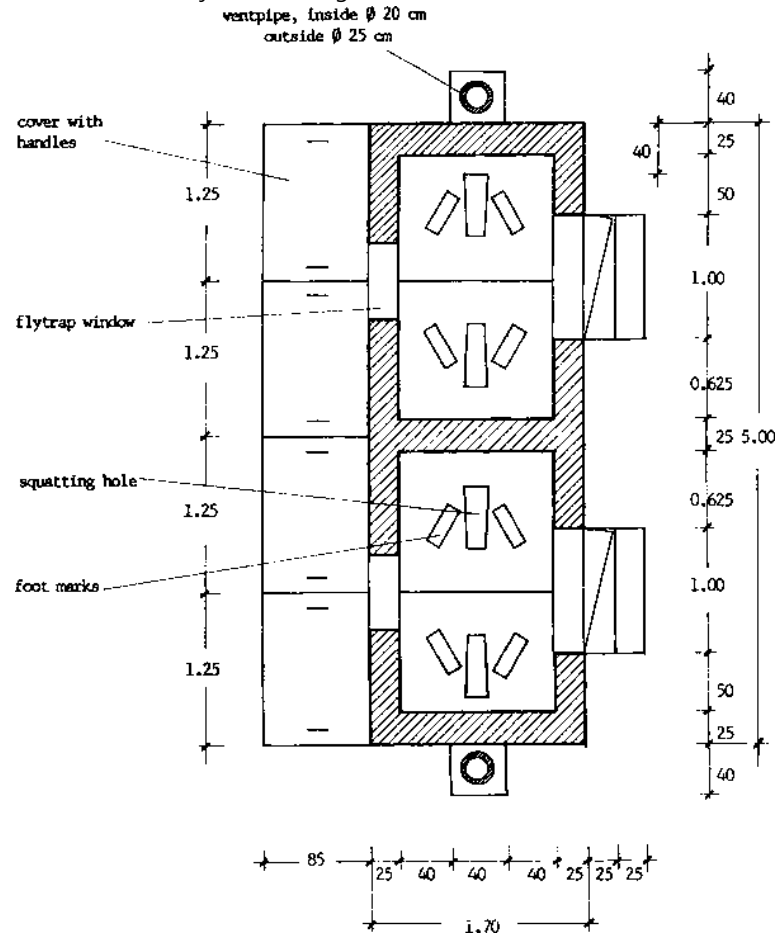 ventpipe, inside Ø 20 cm
outside Ø 25 cm
cover with
handles
40
25
40
1.25
50
1.00
flytrap window
1.25
0.625
25 5.00
squatting hole
0.625
1.25
foot marks
1.00
1.25
50
25
40
85
25 40 40 40 25 25 25
1.70